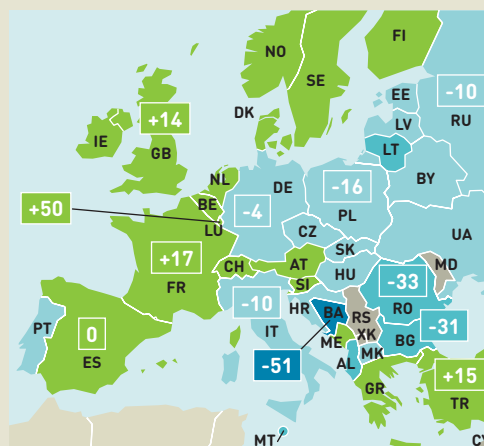 NO
FI
SE
EE
-10
RU
LV
DK
+14
LT
IE
GB
BY
NL
DE
-16
BE
+50
-4
PL
LU
CZ
UA
SK
MD
+17
CH
AT
HU
FR
SI
-33
-10
HR
BA
RS
RO
PT
0
IT
-31
XK
ME
BG
ES
-51
MK
AL
+15
GR
TR
MT
CY